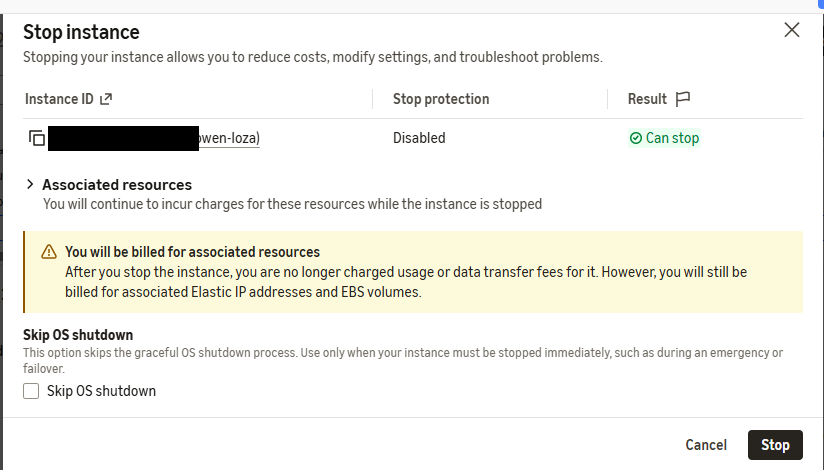 Stop instance
Stopping your instance allows you to reduce costs, modify settings, and troubleshoot problems.
Instance ID Stop protection Result
owen-loza) Disabled Can stop
Associated resources
You will continue to incur charges for these resources while the instance is stopped
You will be billed for associated resources
After you stop the instance, you are no longer charged usage or data transfer fees for it. However, you will still be
billed for associated Elastic IP addresses and EBS volumes.
Skip OS shutdown
This option skips the graceful OS shutdown process. Use only when your instance must be stopped immediately, such as during an emergency or
failover.
Skip OS shutdown
Cancel Stop